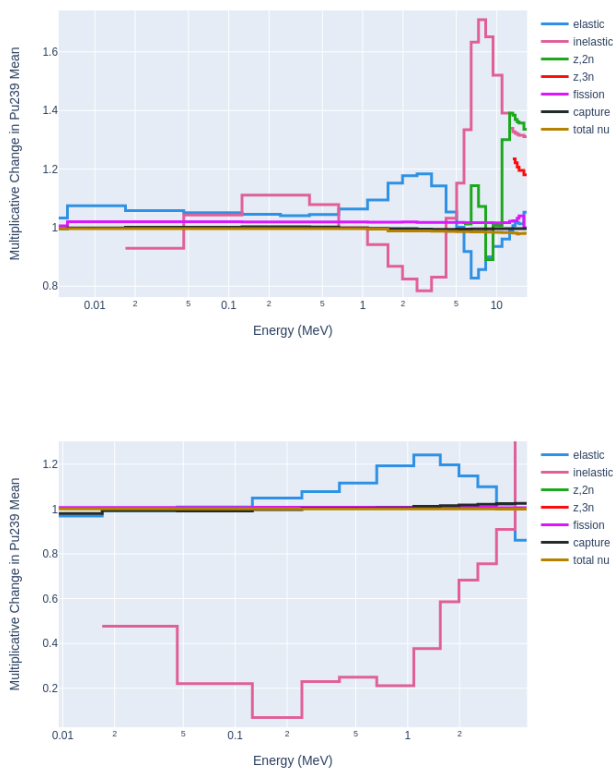 Multiplicative Change in Pu239 Mean
1.6
1.4
1.2
1
0.8
0.01
2
5
0.1
2
5
1
2
5
10
Energy (MeV)
elastic
inelastic
z,2n
z,3n
fission
capture
total nu
Multiplicative Change in Pu239 Mean
1.2
1
0.8
0.6
0.4
0.2
0.01
2
5
0.1
2
5
1
2
Energy (MeV)
elastic
inelastic
z,2n
z,3n
fission
capture
total nu